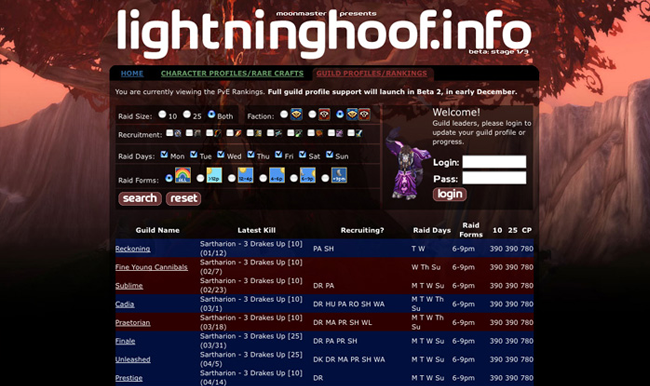 moonmaster presents
lightninghoof.info
beta: stage 1/3
HOME CHARACTER PROFILES/RARE CRAFTS GUILD PROFILES/RANKINGS
You are currently viewing the PvE Rankings. Full guild profile support will launch in Beta 2, in early December.
Raid Size: 10 25 Both Faction:
Recruitment:
Raid Days: Mon Tue Wed Thu Fri Sat Sun
Raid Forms:
search reset
Welcome!
Guild leaders, please login to
update your guild profile or
progress.
Login:
Pass:
login
Guild Name Latest Kill Recruiting? Raid Days Raid Forms 10 25 CP
Reckoning Sartharion - 3 Drakes Up [10] (01/12) PA SH T W 6-9pm 390 390 780
Fine Young Cannibals Sartharion - 3 Drakes Up [10] (02/7) W Th Su 6-9pm 390 390 780
Sublime Sartharion - 3 Drakes Up [10] (02/23) DR PA M T W Su 6-9pm 390 390 780
Cadia Sartharion - 3 Drakes Up [10] (03/1) DR HU PA RO SH WA M T W Th Su 6-9pm 390 390 780
Praetorian Sartharion - 3 Drakes Up [10] (03/18) DR MA PR SH WL M T W Th Su 6-9pm 390 390 780
Finale Sartharion - 3 Drakes Up [25] (03/31) DR PA PR SH M T W Su 6-9pm 390 390 780
Unleashed Sartharion - 3 Drakes Up [25] (04/5) DK DR MA PR SH WA M T W Su 6-9pm 390 390 780
Prestige Sartharion - 3 Drakes Up [10] (04/14) DR M T W Su 6-9pm 390 390 780